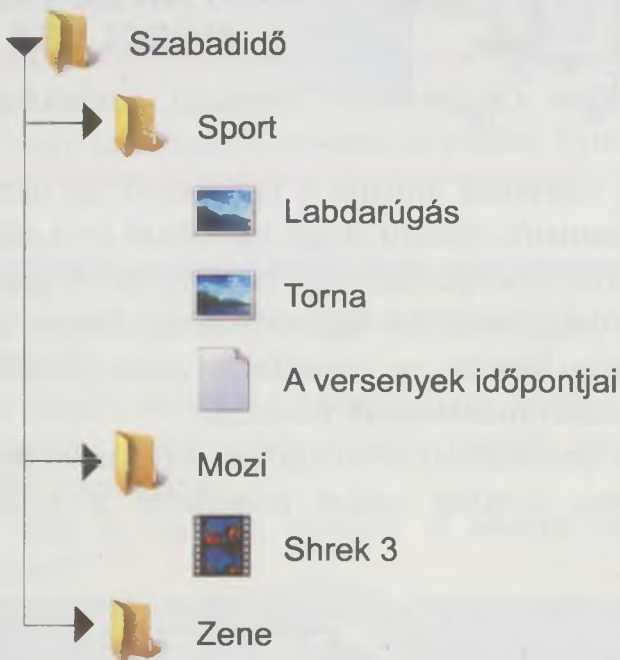 Szabadidő
Sport
Labdarúgás
Torna
A versenyek időpontjai
Mozi
Shrek 3
Zene